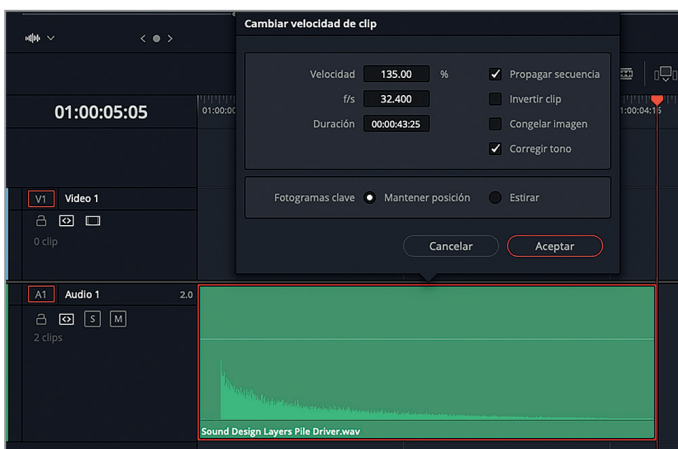 Cambiar velocidad de clip
Velocidad 135.00 % Propagar secuencia
f/s 32.400 Invertir clip
Duración 00:00:43:25 Congelar imagen
Corregir tono
Fotogramas clave Mantener posición Estirar
Cancelar Aceptar
01:00:05:05
V1 Video 1
0 clip
A1 Audio 1 2.0
S M
2 clips
Sound Design Layers Pile Driver.wav